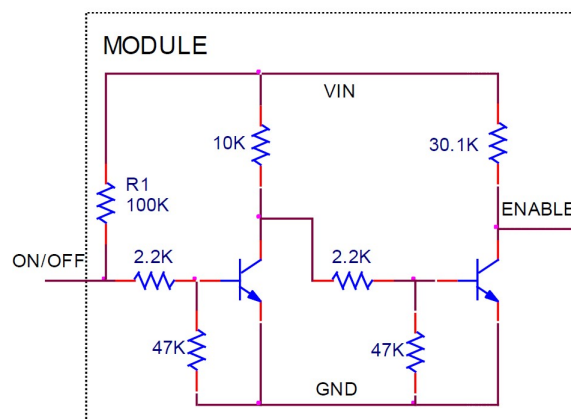 MODULE
VIN
10K
30.1K
R1
100K
ENABLE
ON/OFF
2.2K
2.2K
47K
47K
GND